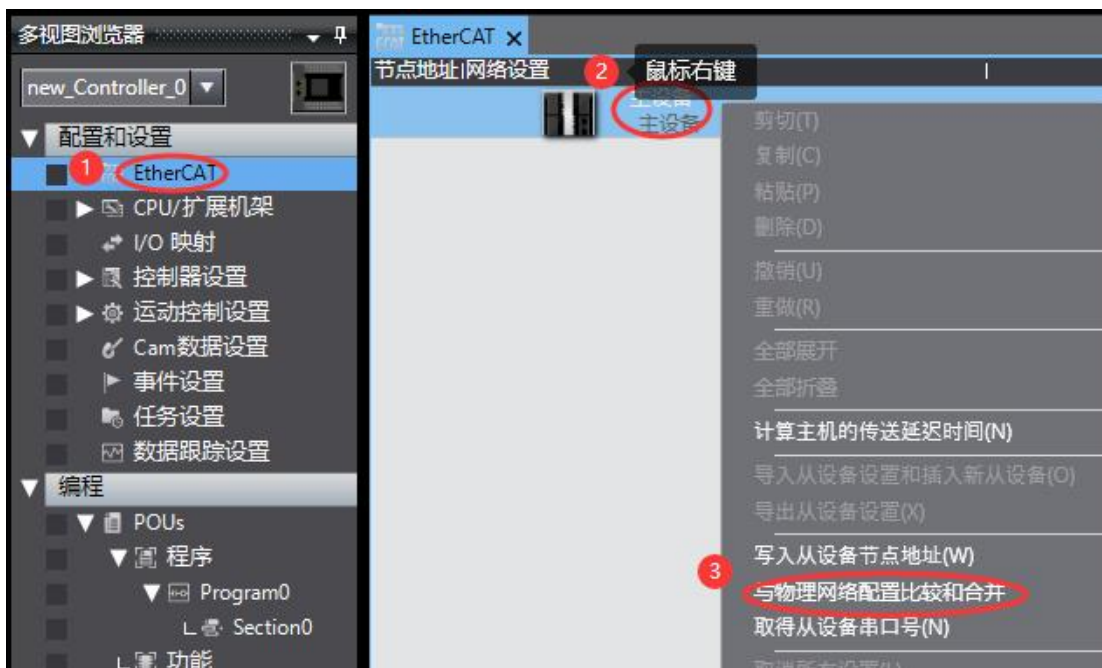 多视图浏览器
new_Controller_0
配置和设置
1 EtherCAT
CPU/扩展机架
I/O 映射
控制器设置
运动控制设置
Cam数据设置
事件设置
任务设置
数据跟踪设置
编程
POUs
程序
Program0
Section0
功能
EtherCAT
节点地址|网络设置
2 鼠标右键
主设备
主设备
剪切(T)
复制(C)
粘贴(P)
删除(D)
撤销(U)
重做(R)
全部展开
全部折叠
计算主机的传送延迟时间(N)
导入从设备设置和插入新从设备(O)
导出从设备设置(X)
写入从设备节点地址(W)
3 与物理网络配置比较和合并
取得从设备串口号(N)